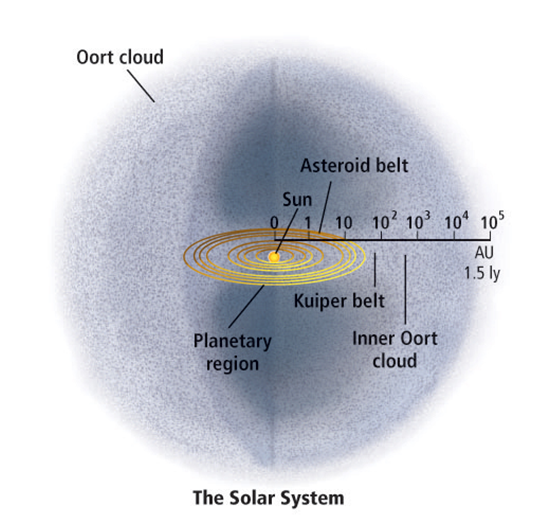 Oort cloud
Asteroid belt
Sun
0 1 10 10² 10³ 10⁴ 10⁵
AU
1.5 ly
Kuiper belt
Planetary
region
Inner Oort
cloud
The Solar System